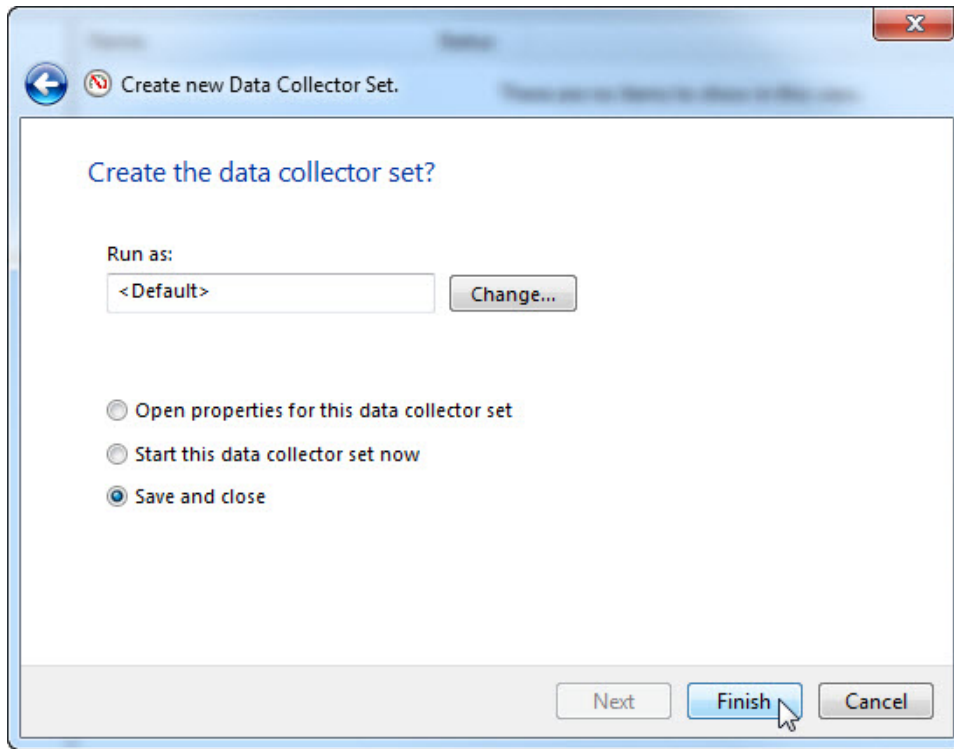 Create new Data Collector Set.
Create the data collector set?
Run as:
<Default>
Change...
Open properties for this data collector set
Start this data collector set now
Save and close
Next
Finish
Cancel